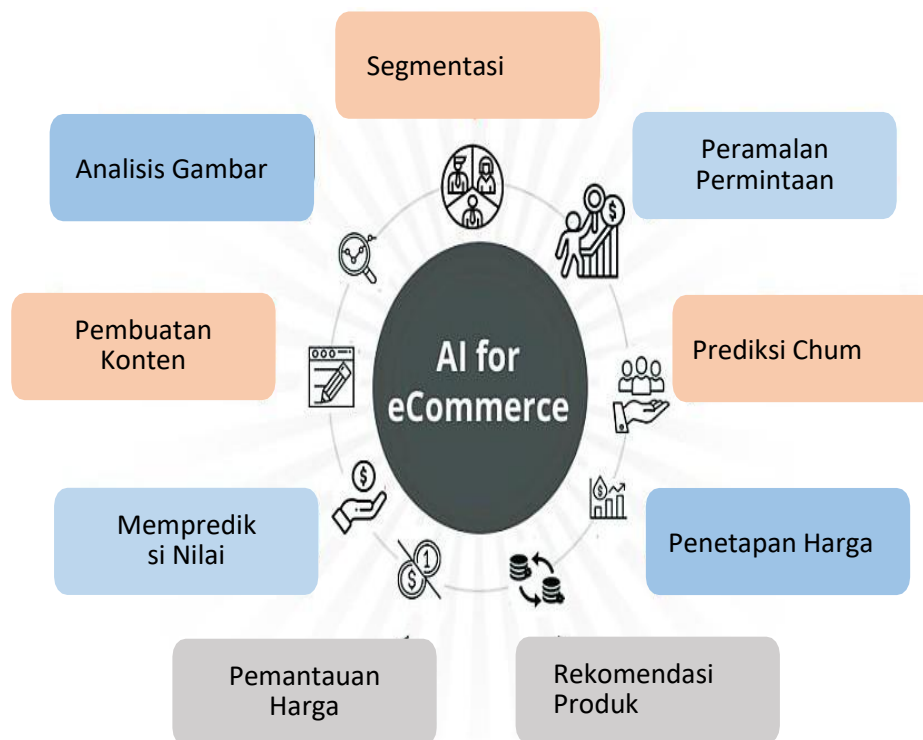 Segmentasi
Analisis Gambar
Peramalan
Permintaan
Pembuatan
Konten
AI for
eCommerce
Prediksi Chum
Mempredik
si Nilai
Penetapan Harga
Pemantauan
Harga
Rekomendasi
Produk
$
$
$
1
$